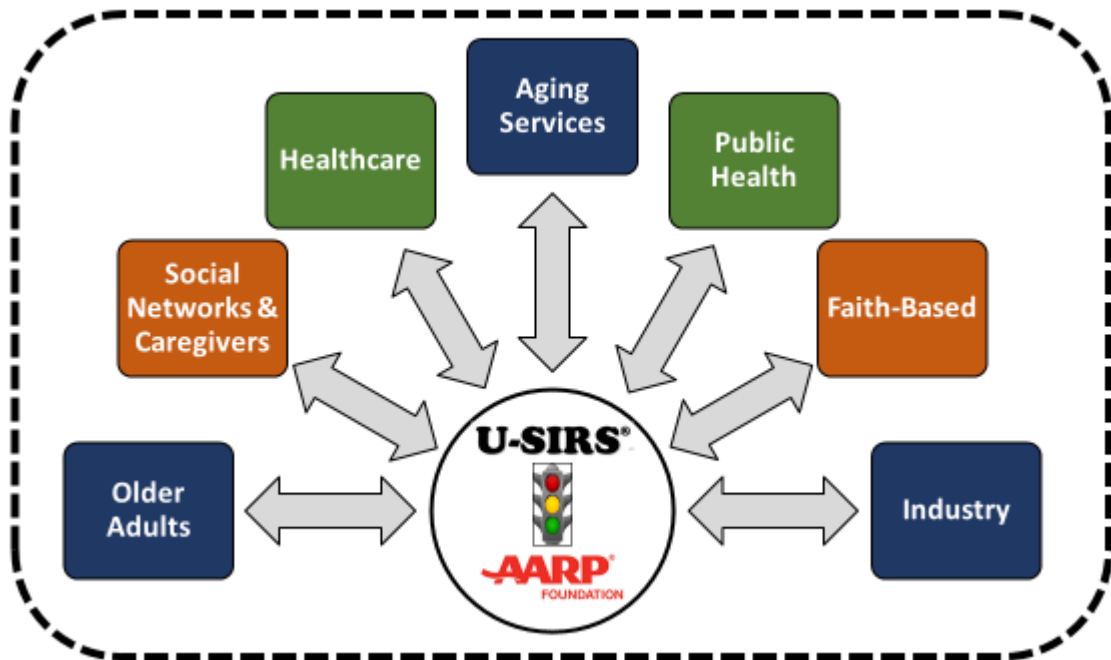 Aging
Services
Healthcare
Public
Health
Social
Networks &
Caregivers
Faith-Based
U-SIRS®
Older
Adults
Industry
AARP®
FOUNDATION